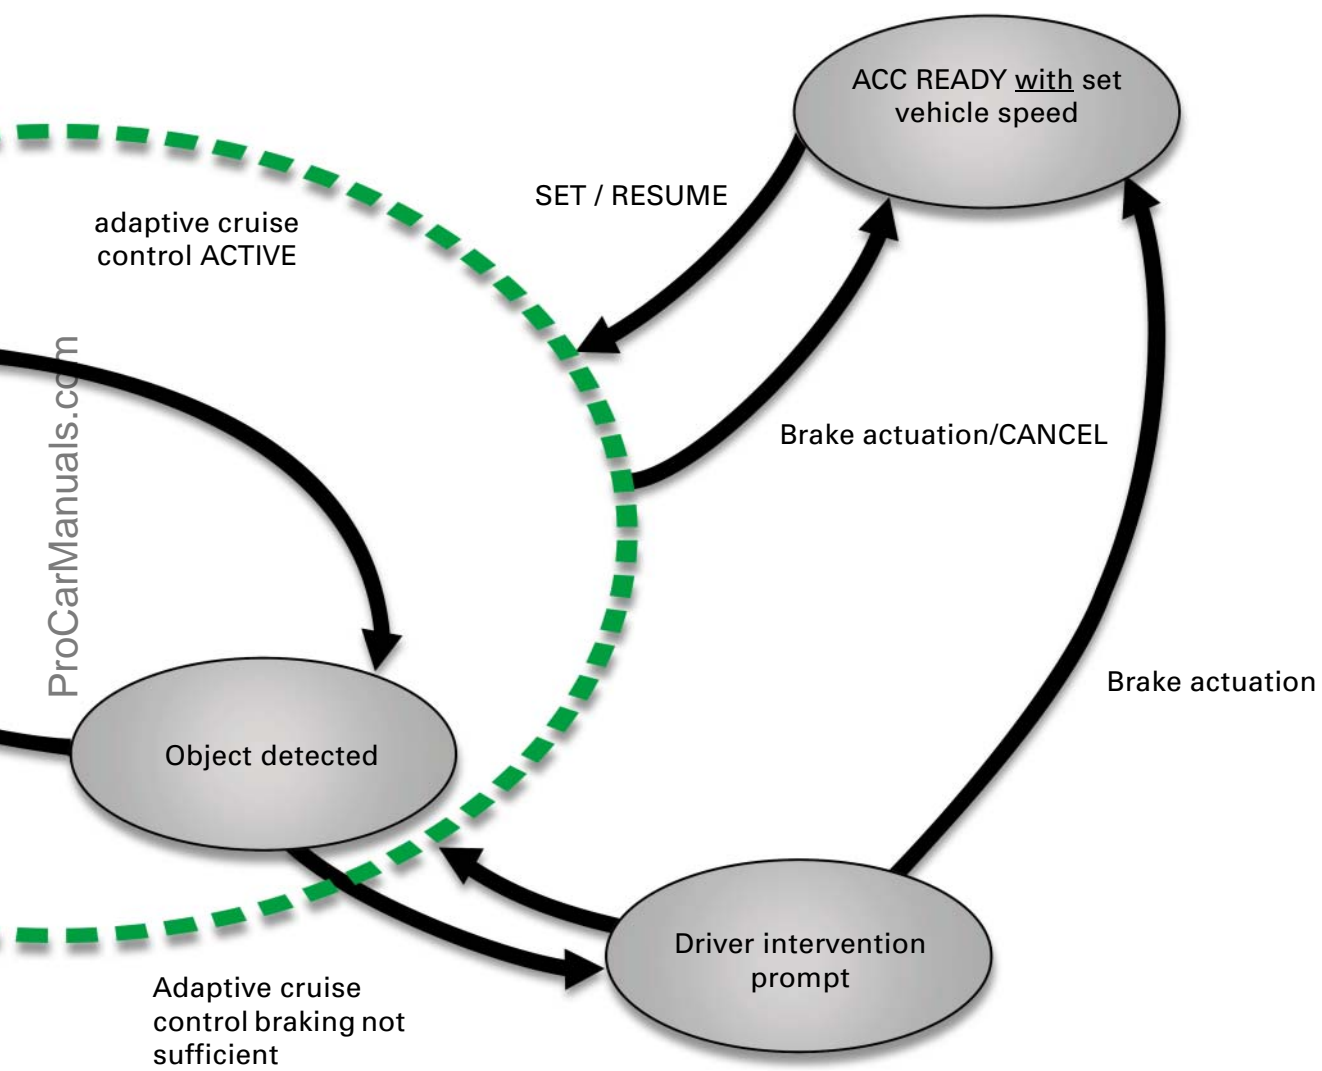 ACC READY with set
vehicle speed
SET / RESUME
adaptive cruise
control ACTIVE
Brake actuation/CANCEL
ProCarManuals.com
Brake actuation
Object detected
Driver intervention
prompt
Adaptive cruise
control braking not
sufficient